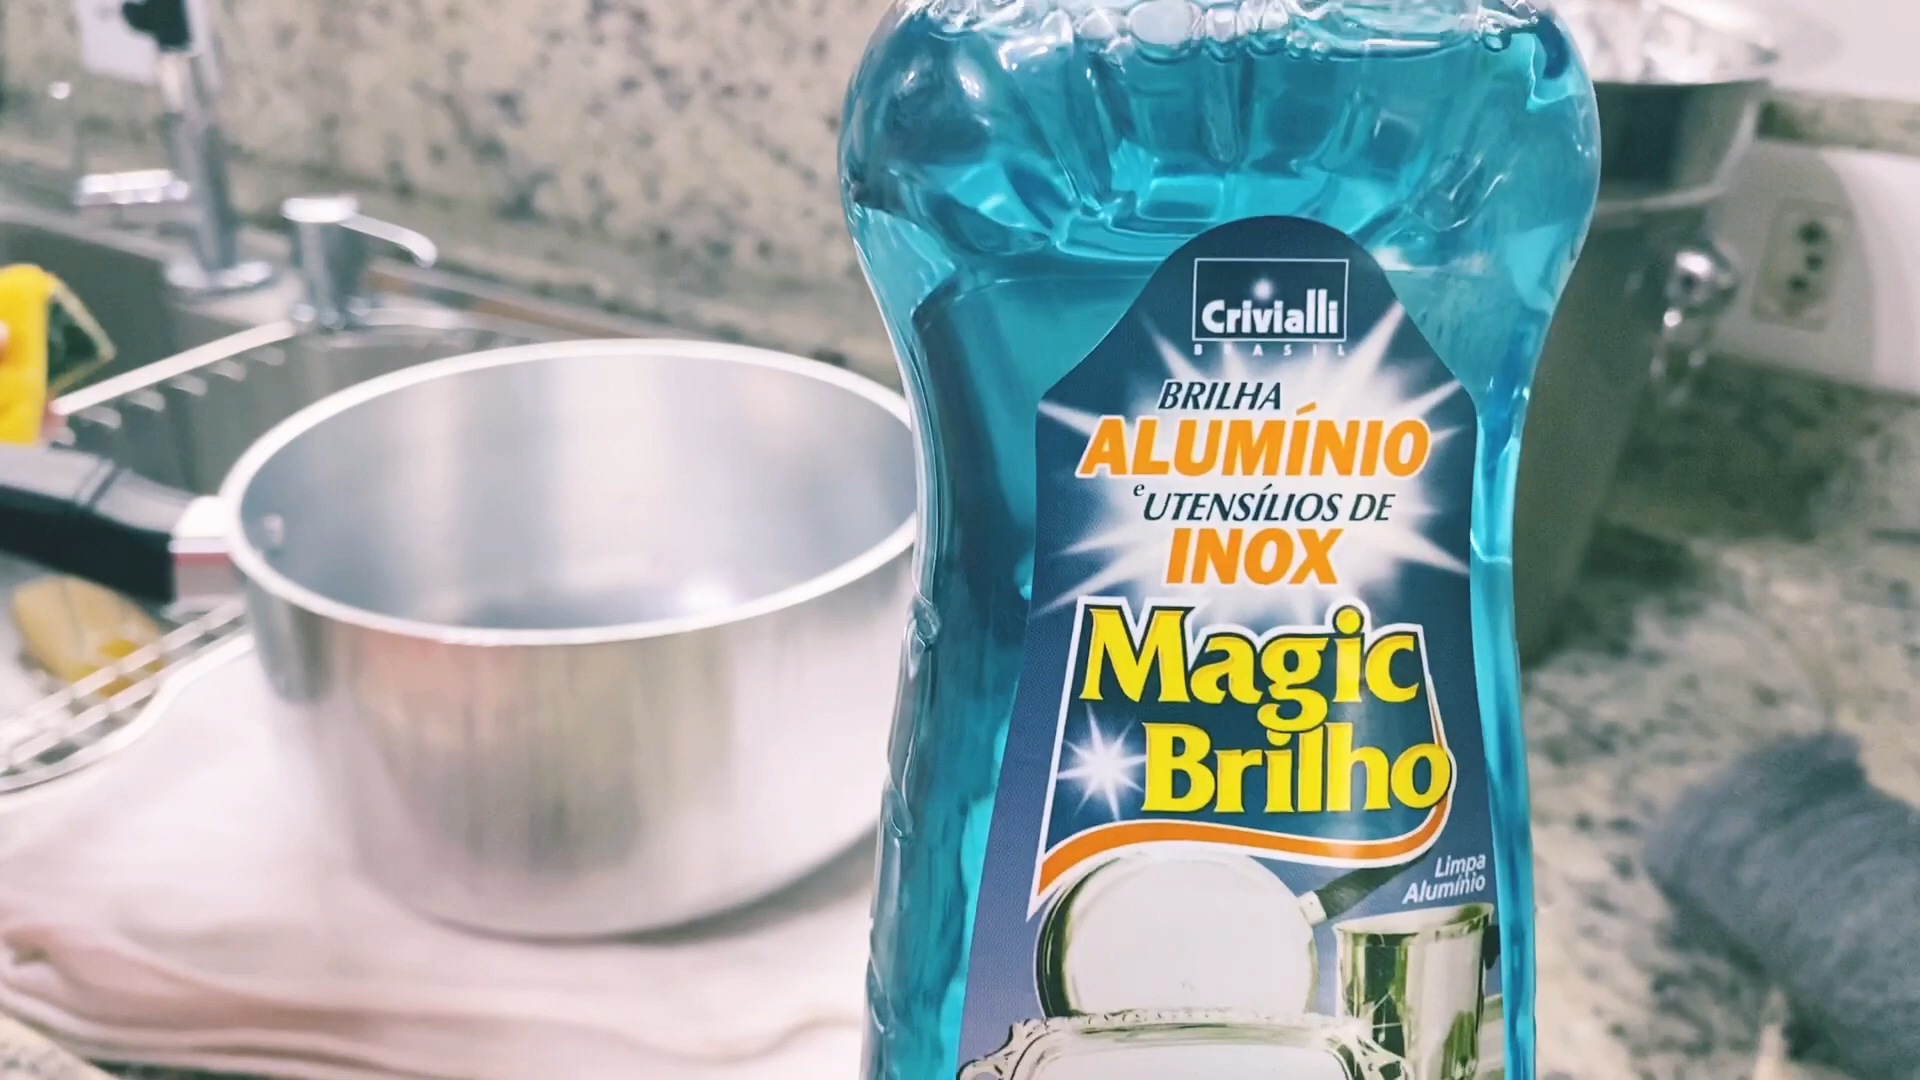 Crivialli
BRASIL
BRILHA
ALUMÍNIO
e UTENSÍLIOS DE
INOX
Magic
Brilho
Limpa
Alumínio